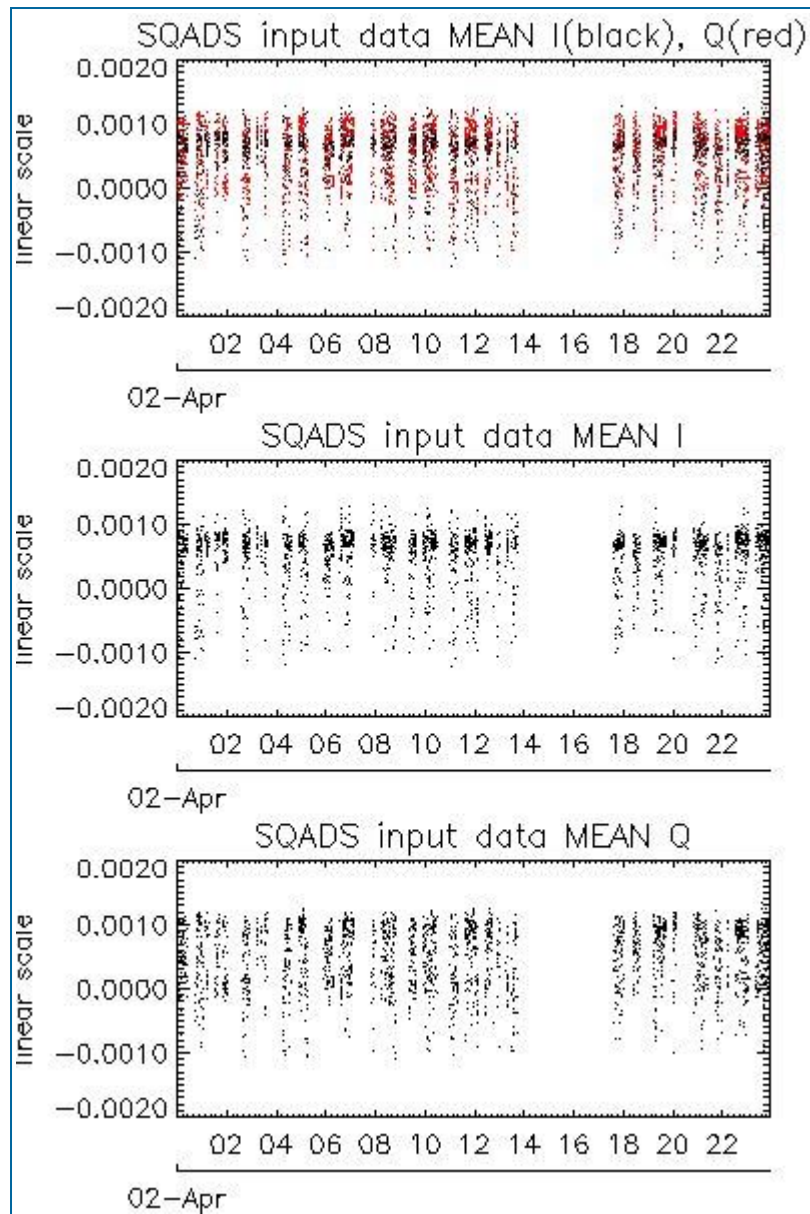 SQADS input data MEAN I(black), Q(red)
0.0020
0.0010
0.0000
−0.0010
−0.0020
linear scale
02 04 06 08 10 12 14 16 18 20 22
02-Apr
SQADS input data MEAN I
0.0020
0.0010
0.0000
−0.0010
−0.0020
linear scale
02 04 06 08 10 12 14 16 18 20 22
02-Apr
SQADS input data MEAN Q
0.0020
0.0010
0.0000
−0.0010
−0.0020
linear scale
02 04 06 08 10 12 14 16 18 20 22
02-Apr